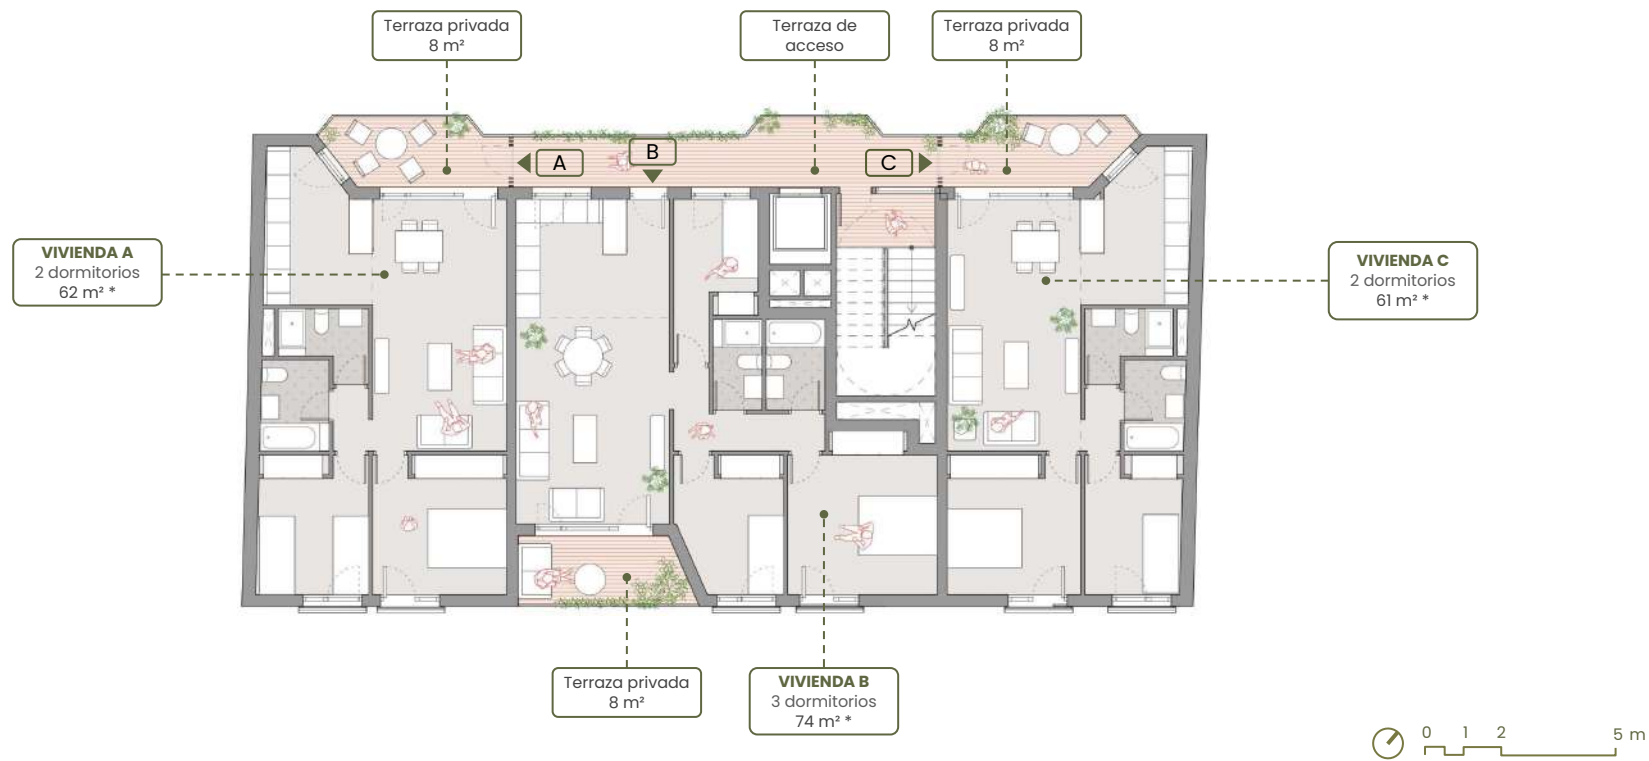 Terraza privada
8 m²
Terraza de
acceso
Terraza privada
8 m²
A
B
C
VIVIENDA A
2 dormitorios
62 m² *
VIVIENDA C
2 dormitorios
61 m² *
Terraza privada
8 m²
VIVIENDA B
3 dormitorios
74 m² *
0 1 2 5 m